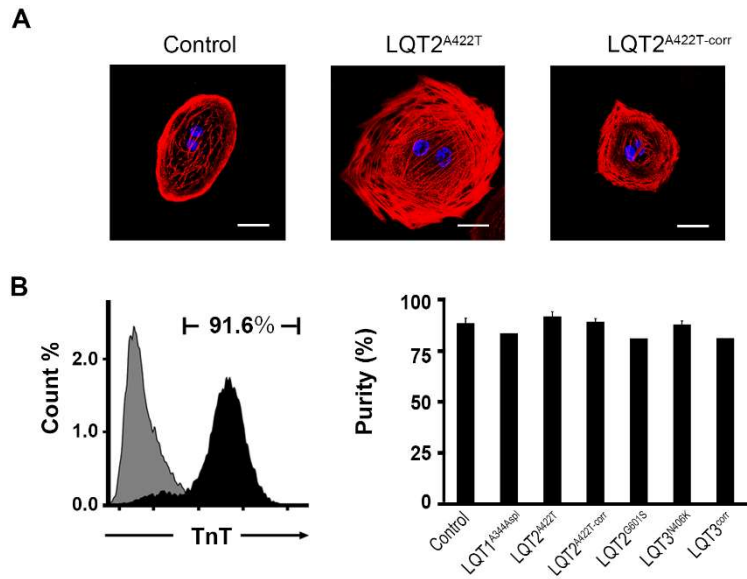 A
Control
LQT2A422T
LQT2A422T-corr
B
91.6%
Count %
2.0
1.0
0.0
TnT
Purity (%)
100
75
50
25
0
Control
LQT1A344Aspl
LQT2A422T
LQT2A422T-corr
LQT2G601S
LQT3N406K
LQT3corr